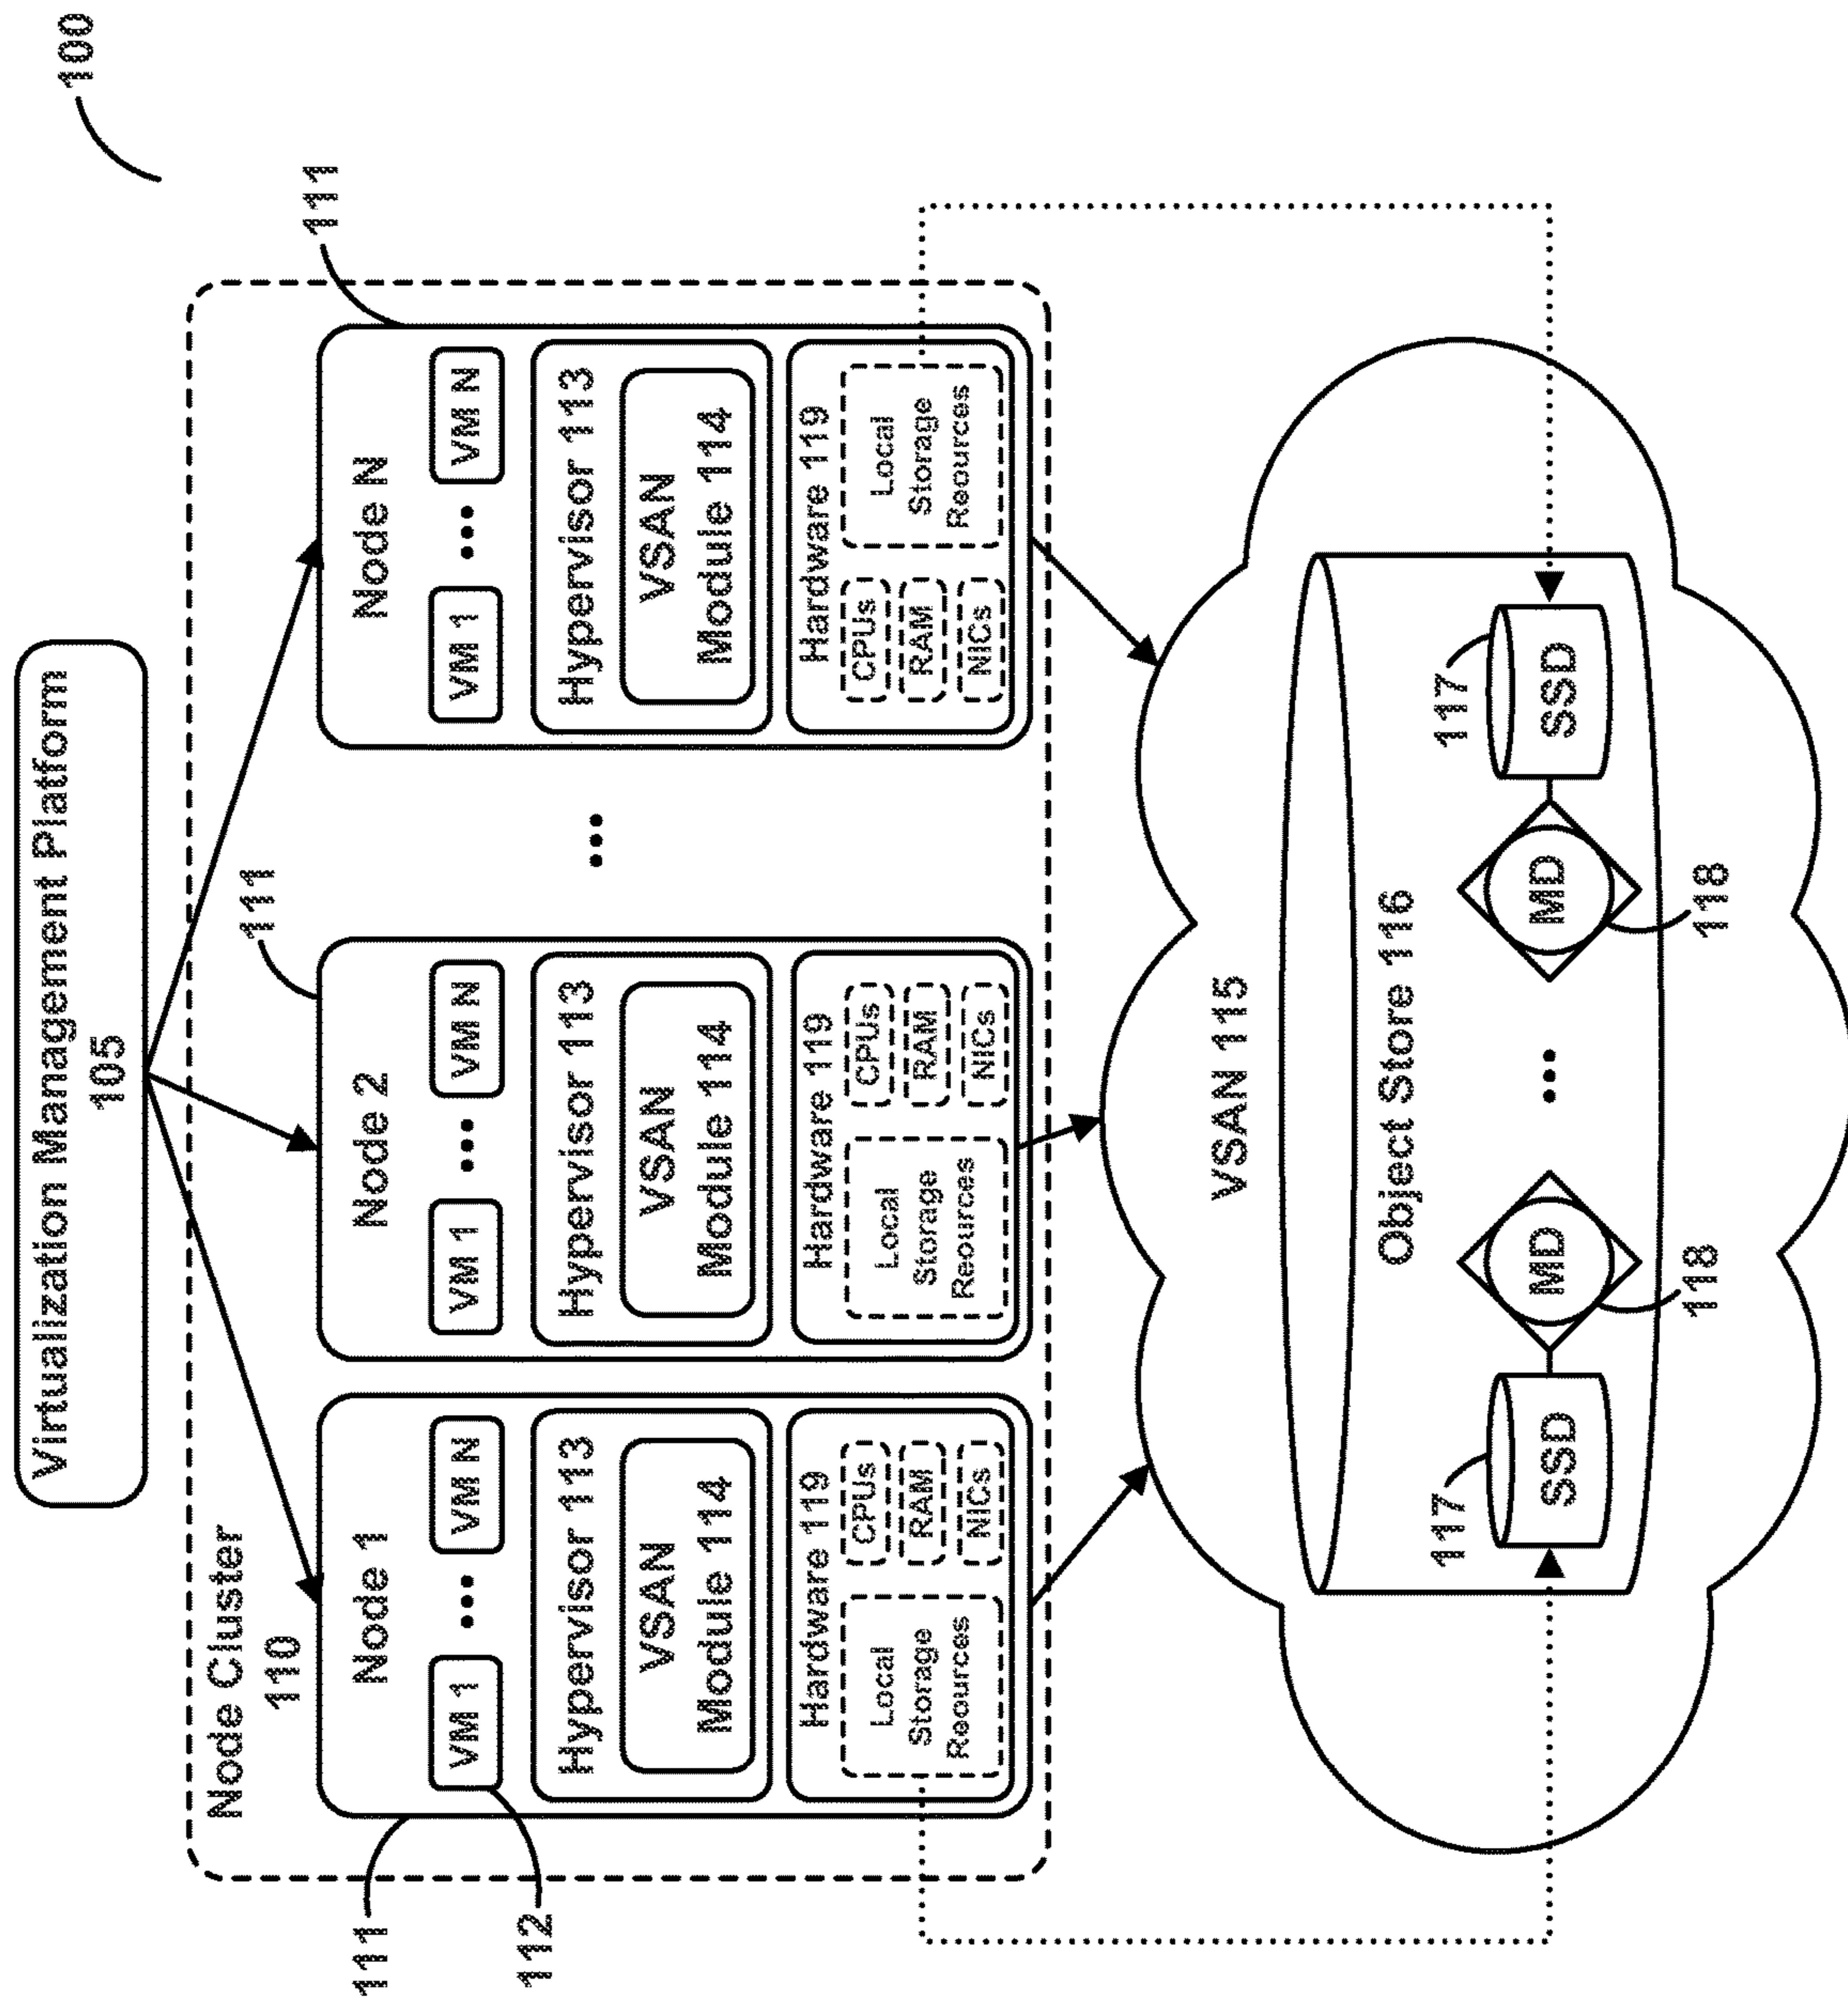 100
Virtualization Management Platform
105
Node Cluster
110
111
111
111
112
Node 1
VM 1
...
VM N
Hypervisor 113
VSAN
Module 114
Hardware 119
Local
Storage
Reources
CPUs
RAM
NICs
Node 2
VM 1
...
VM N
Hypervisor 113
VSAN
Module 114
Hardware 119
Local
Storage
Reources
CPUs
RAM
NICs
...
Node N
VM 1
...
VM N
Hypervisor 113
VSAN
Module 114
Hardware 119
CPUs
RAM
NICs
Local
Storage
Reources
VSAN 115
Object Store 116
117
SSD
MD
118
...
MD
118
117
SSD